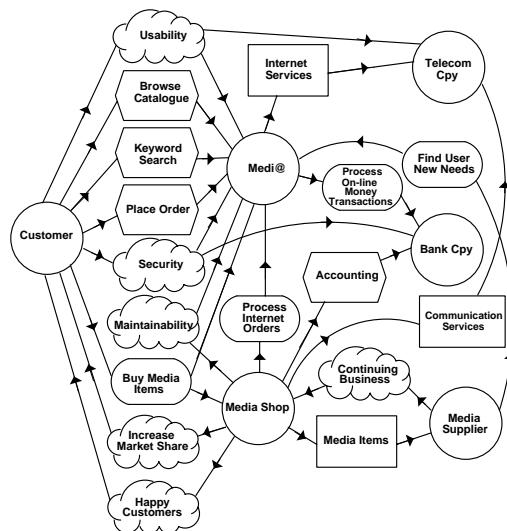 Usability
Internet
Services
Telecom
Cpy
Browse
Catalogue
Keyword
Search
Medi@
Process
On-line
Money
Transactions
Find User
New Needs
Place Order
Customer
Security
Bank Cpy
Accounting
Maintainability
Process
Internet
Orders
Communication
Services
Buy Media
Items
Media Shop
Continuing
Business
Media
Supplier
Increase
Market Share
Media Items
Happy
Customers